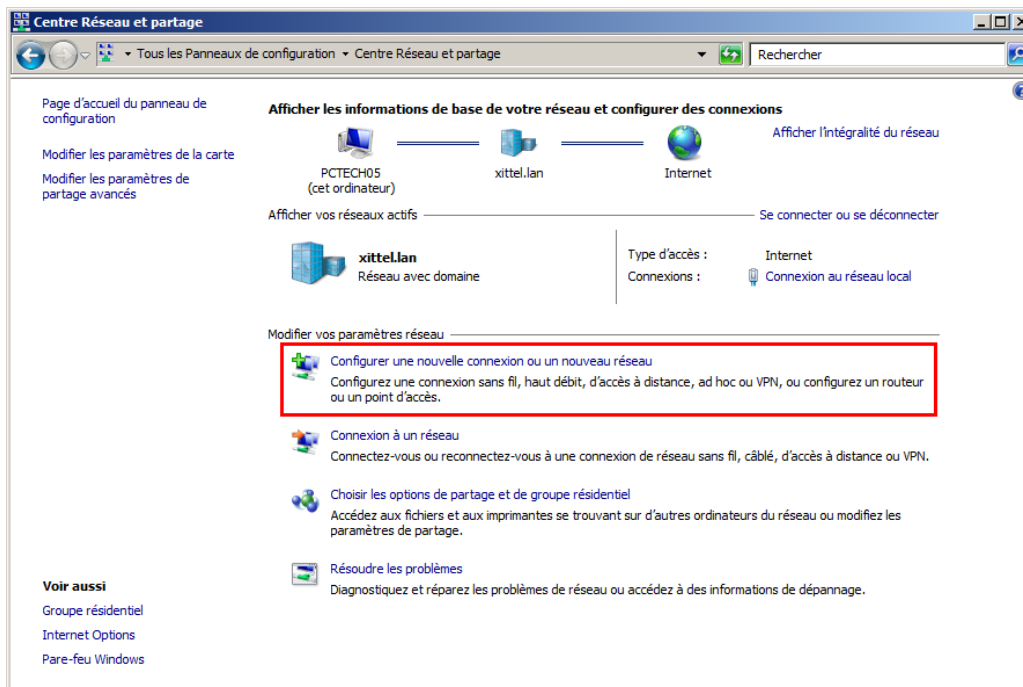 Centre Réseau et partage
Tous les Panneaux de configuration Centre Réseau et partage
Rechercher
Page d'accueil du panneau de
configuration
Modifier les paramètres de la carte
Modifier les paramètres de
partage avancés
Afficher les informations de base de votre réseau et configurer des connexions
Afficher l'intégralité du réseau
PCTECH05
(cet ordinateur)
xittel.lan
Internet
Afficher vos réseaux actifs
Se connecter ou se déconnecter
xittel.lan
Réseau avec domaine
Type d'accès : Internet
Connexions : Connexion au réseau local
Modifier vos paramètres réseau
Configurer une nouvelle connexion ou un nouveau réseau
Configurez une connexion sans fil, haut débit, d'accès à distance, ad hoc ou VPN, ou configurez un routeur
ou un point d'accès.
Connexion à un réseau
Connectez-vous ou reconnectez-vous à une connexion de réseau sans fil, câblé, d'accès à distance ou VPN.
Choisir les options de partage et de groupe résidentiel
Accédez aux fichiers et aux imprimantes se trouvant sur d'autres ordinateurs du réseau ou modifiez les
paramètres de partage.
Résoudre les problèmes
Diagnostiquez et réparez les problèmes de réseau ou accédez à des informations de dépannage.
Voir aussi
Groupe résidentiel
Internet Options
Pare-feu Windows